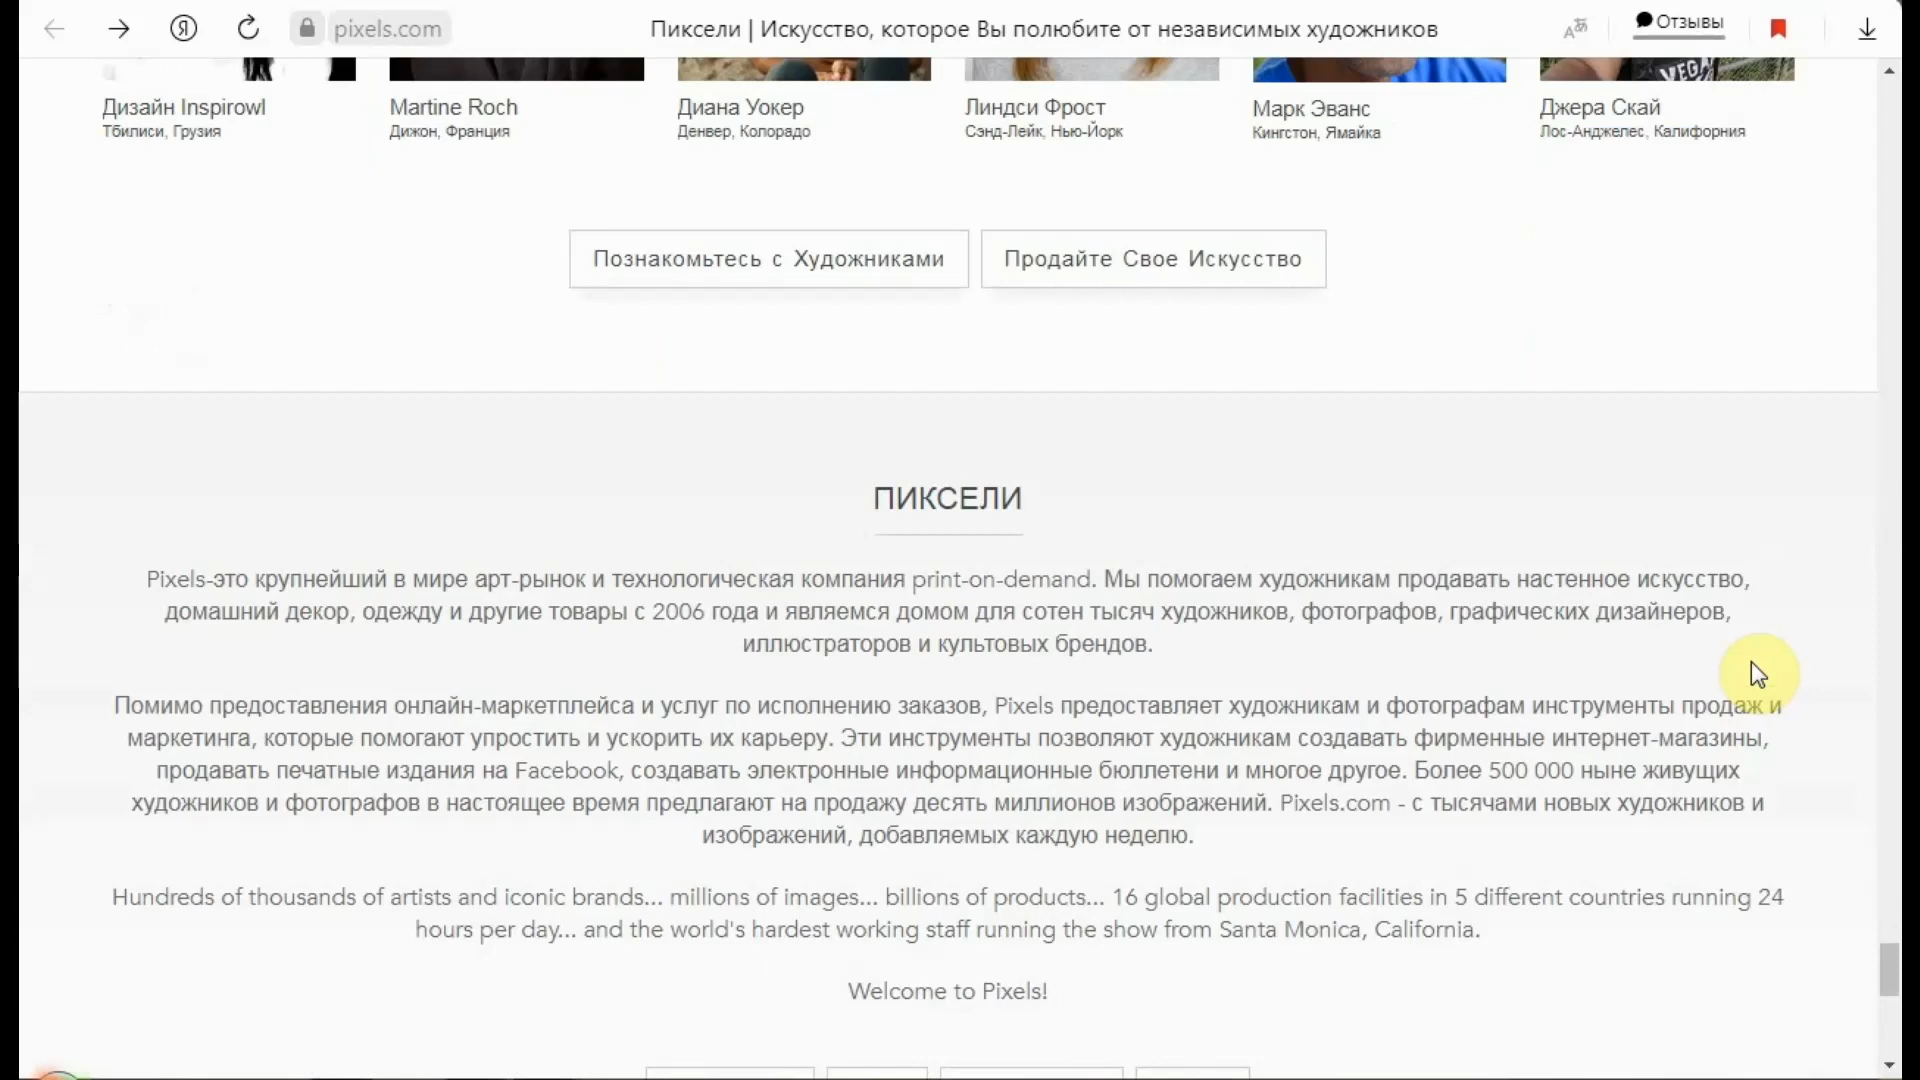 Я pixels.com Пиксели | Искусство, которое Вы полюбите от независимых художников Отзывы
VEGA
Дизайн Inspirowl Martine Roch Диана Уокер Линдси Фрост Марк Эванс Джера Скай
Тбилиси, Грузия Дижон, Франция Денвер, Колорадо Сэнд-Лейк, Нью-Йорк Кингстон, Ямайка Лос-Анджелес, Калифорния
Познакомьтесь с Художниками Продайте Свое Искусство
ПИКСЕЛИ
Pixels-это крупнейший в мире арт-рынок и технологическая компания print-on-demand. Мы помогаем художникам продавать настенное искусство,
домашний декор, одежду и другие товары с 2006 года и являемся домом для сотен тысяч художников, фотографов, графических дизайнеров,
иллюстраторов и культовых брендов.
Помимо предоставления онлайн-маркетплейса и услуг по исполнению заказов, Pixels предоставляет художникам и фотографам инструменты продаж и
маркетинга, которые помогают упростить и ускорить их карьеру. Эти инструменты позволяют художникам создавать фирменные интернет-магазины,
продавать печатные издания на Facebook, создавать электронные информационные бюллетени и многое другое. Более 500 000 ныне живущих
художников и фотографов в настоящее время предлагают на продажу десять миллионов изображений. Pixels.com - с тысячами новых художников и
изображений, добавляемых каждую неделю.
Hundreds of thousands of artists and iconic brands... millions of images... billions of products... 16 global production facilities in 5 different countries running 24
hours per day... and the world's hardest working staff running the show from Santa Monica, California.
Welcome to Pixels!